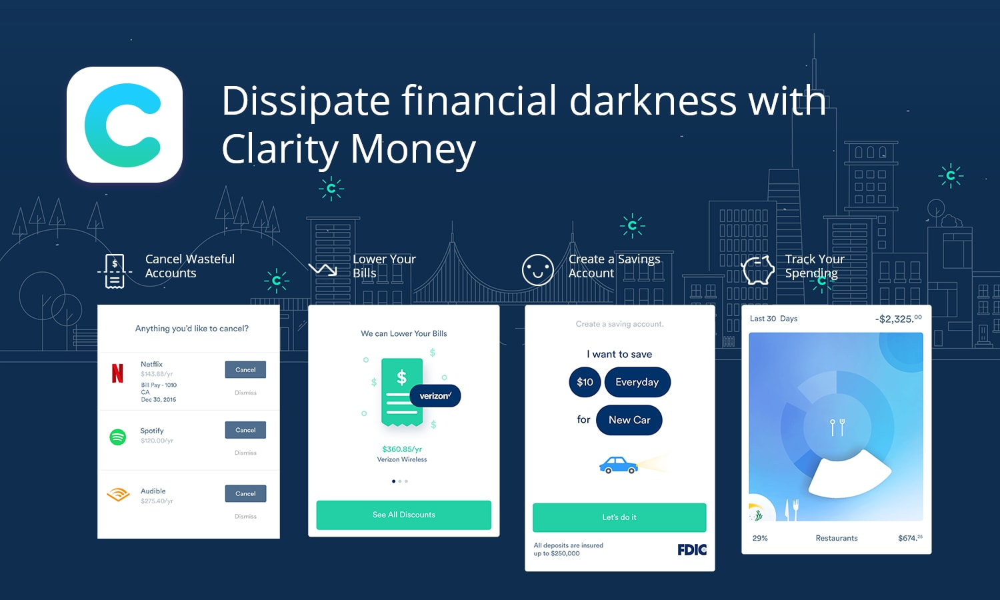 Dissipate financial darkness with
Clarity Money
Cancel Wasteful
Accounts
Lower Your
Bills
Create a Savings
Account
Track Your
Spending
Anything you'd like to cancel?
Netflix
$143.88/yr
Bill Pay - 1010
CA
Dec 30, 2016
Cancel
Dismiss
Spotify
$120.00/yr
Cancel
Dismiss
Audible
$275.40/yr
Cancel
Dismiss
We can Lower Your Bills
verizon✓
$360.85/yr
Verizon Wireless
See All Discounts
Create a saving account.
I want to save
$10 Everyday
for New Car
Let's do it
All deposits are insured
up to $250,000
FDIC
Last 30 Days -$2,325.00
29% Restaurants $674.25